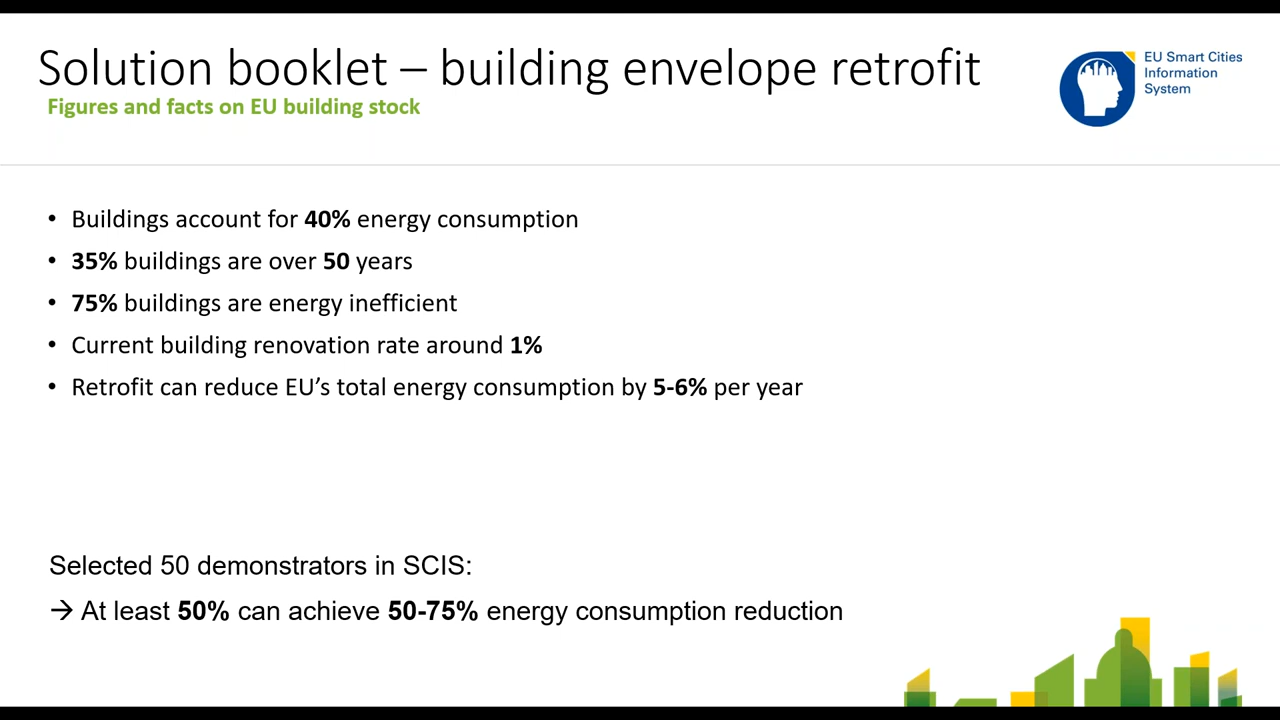 Solution booklet – building envelope retrofit
Figures and facts on EU building stock
EU Smart Cities
Information
System
• Buildings account for 40% energy consumption
• 35% buildings are over 50 years
• 75% buildings are energy inefficient
• Current building renovation rate around 1%
• Retrofit can reduce EU’s total energy consumption by 5-6% per year
Selected 50 demonstrators in SCIS:
→ At least 50% can achieve 50-75% energy consumption reduction